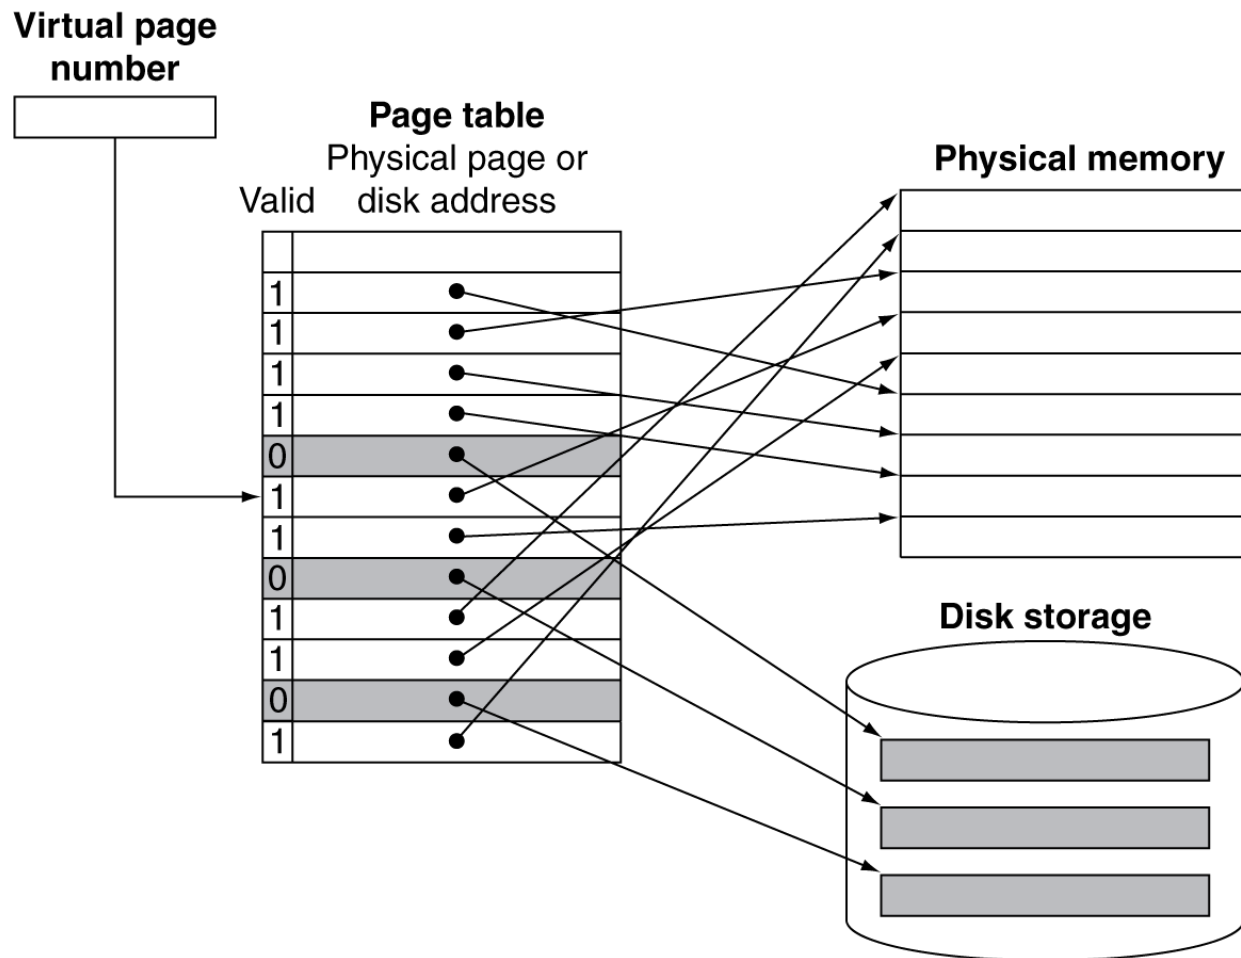 Virtual page
number
Page table
Physical page or
Valid disk address
Physical memory
1
1
1
1
0
1
1
0
1
1
0
1
Disk storage